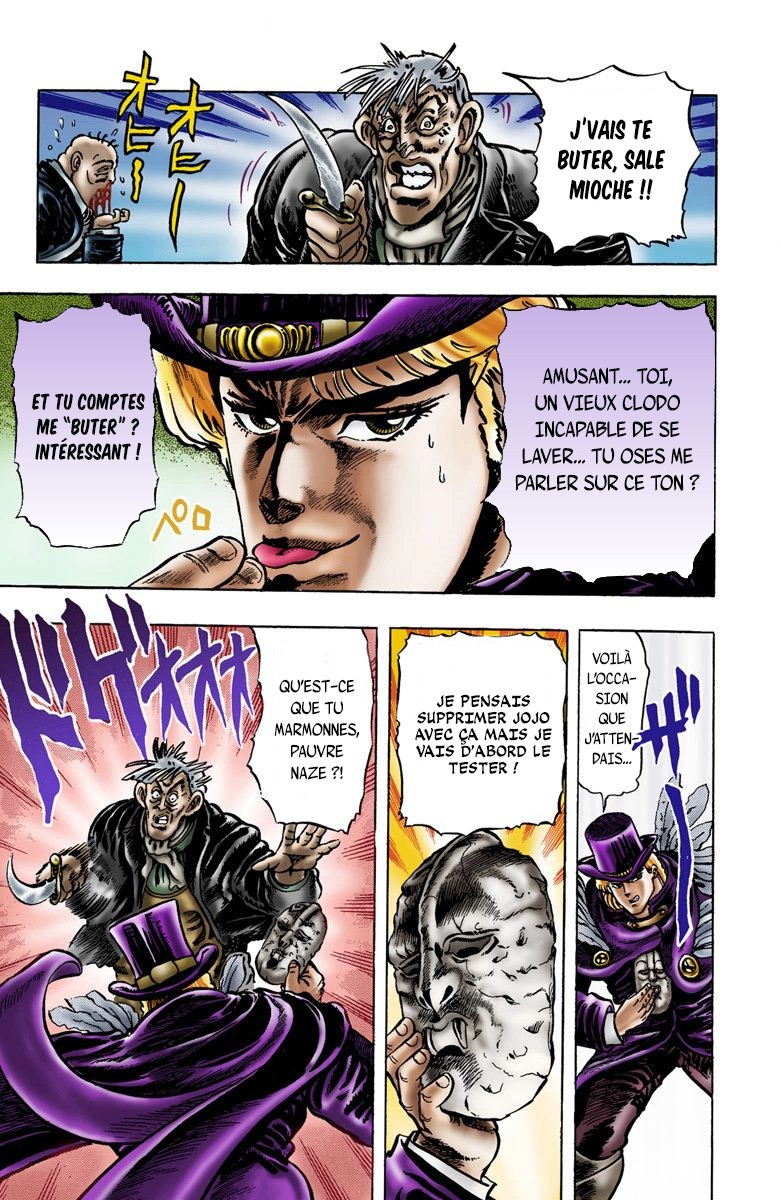 J'VAIS TE
BUTER, SALE
MIOCHE !!
オヒー
オヒー
AMUSANT... TOI,
UN VIEUX CLODO
INCAPABLE DE SE
LAVER... TU OSES ME
PARLER SUR CE TON ?
ET TU COMPTES
ME "BUTER" ?
INTÉRESSANT !
ペロ
VOILÀ
L'OCCA-
SION
QUE
J'ATTEN-
DAIS...
ザー
JE PENSAIS
SUPPRIMER JOJO
AVEC ÇA MAIS JE
VAIS D'ABORD LE
TESTER !
QU'EST-CE
QUE TU
MARMONNES,
PAUVRE
NAZE ?!
ドドオオオ